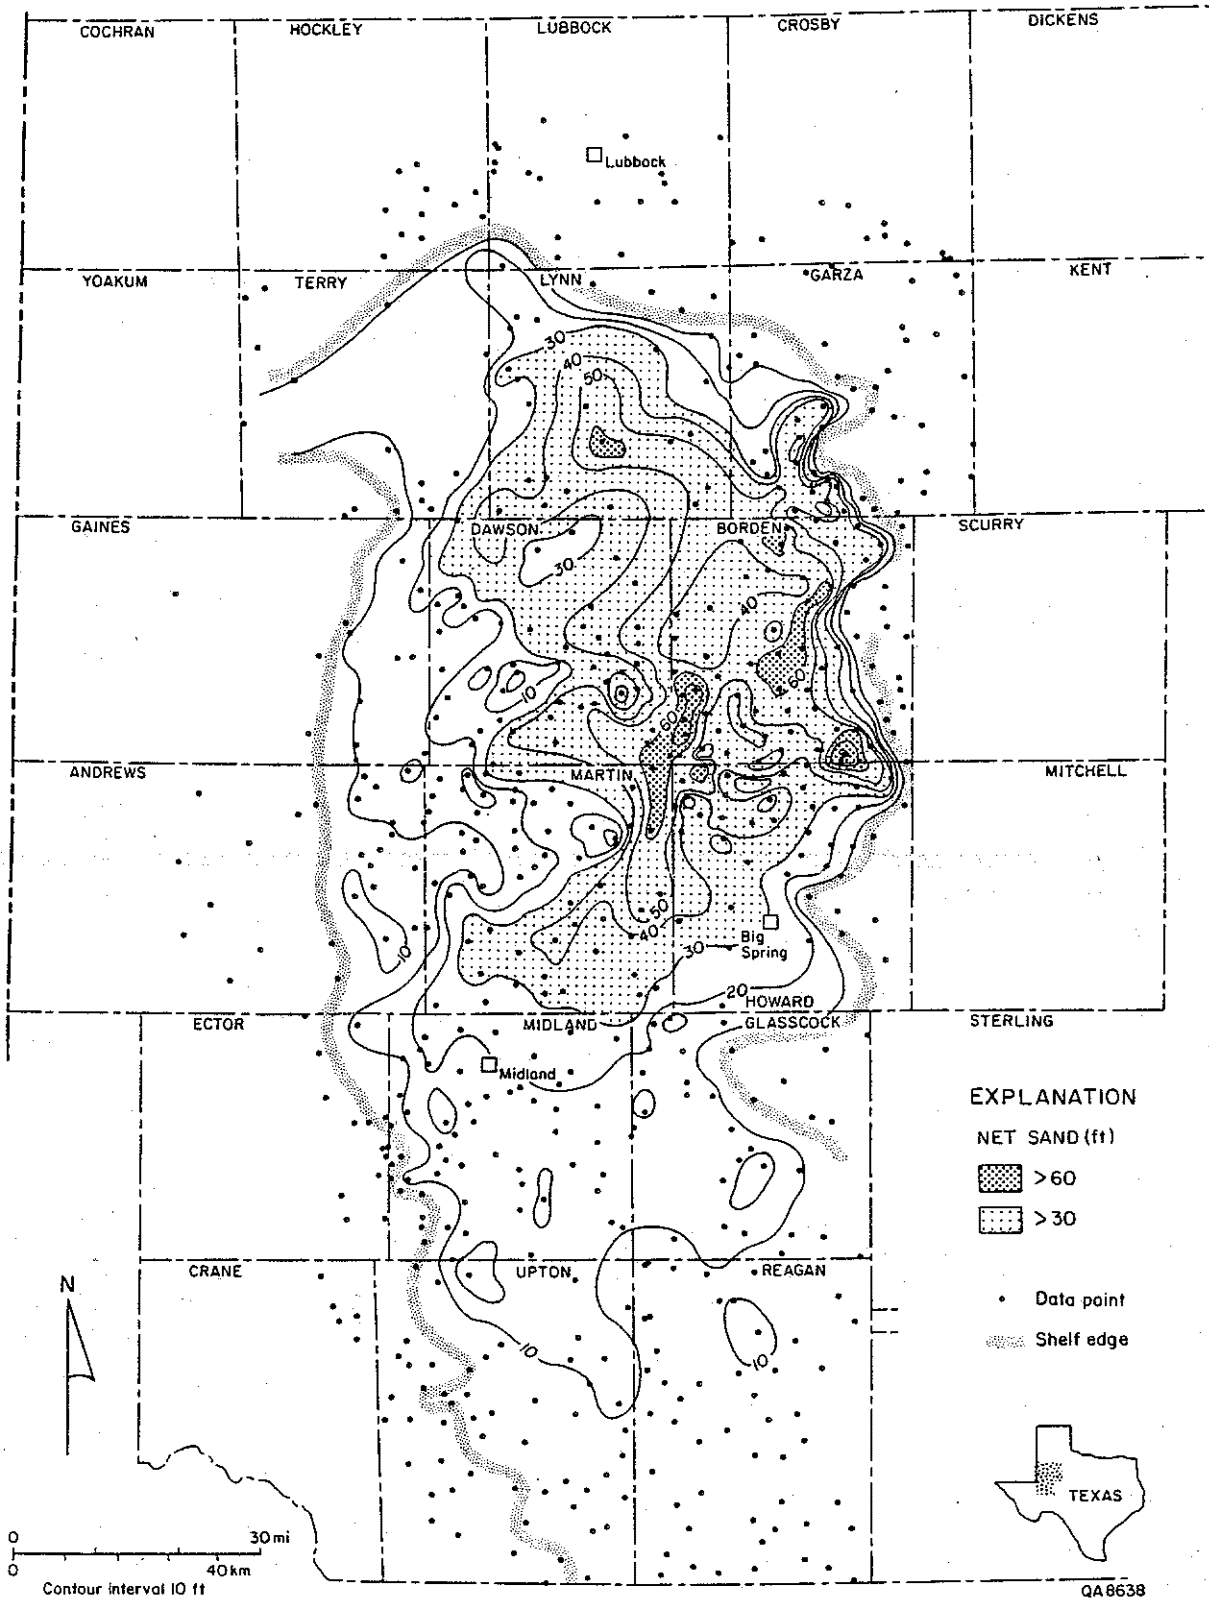 COCHRAN
HOCKLEY
LUBBOCK
CROSBY
DICKENS
Lubbock
YOAKUM
TERRY
LYNN
GARZA
KENT
30
40
50
GAINES
DAWSON
BORDEN
SCURRY
30
40
10
60
60
ANDREWS
MARTIN
MITCHELL
50
40
30
Big
Spring
10
20
HOWARD
ECTOR
MIDLAND
GLASSCOCK
STERLING
Midland
EXPLANATION
NET SAND (ft)
>60
>30
CRANE
UPTON
REAGAN
N
Data point
Shelf edge
10
10
TEXAS
0 30 mi
0 40 km
Contour interval 10 ft
QA8638